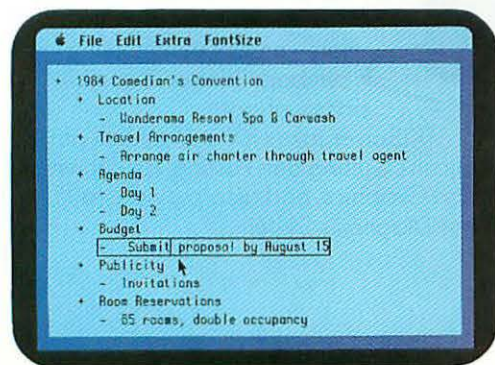 File Edit Extra FontSize
+ 1984 Comedian's Convention
+ Location
- Wonderama Resort Spa & Carwash
+ Travel Arrangements
- Arrange air charter through travel agent
+ Agenda
- Day 1
- Day 2
+ Budget
- Submit proposal by August 15
+ Publicity
- Invitations
+ Room Reservations
- 85 rooms, double occupancy